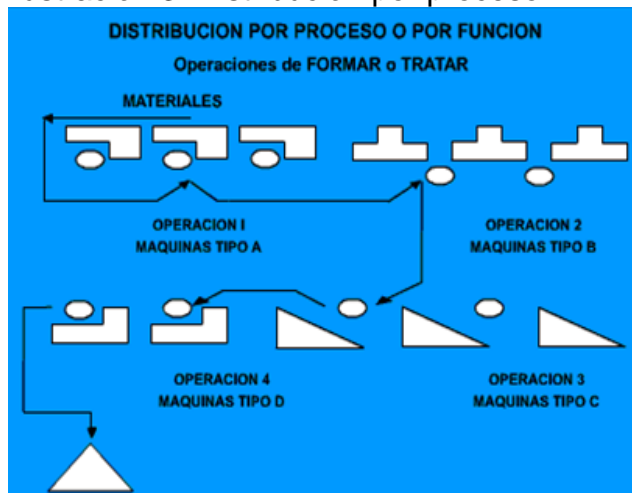 DISTRIBUCION POR PROCESO O POR FUNCION
Operaciones de FORMAR o TRATAR
MATERIALES
OPERACION I
MAQUINAS TIPO A
OPERACION 2
MAQUINAS TIPO B
OPERACION 4
MAQUINAS TIPO D
OPERACION 3
MAQUINAS TIPO C